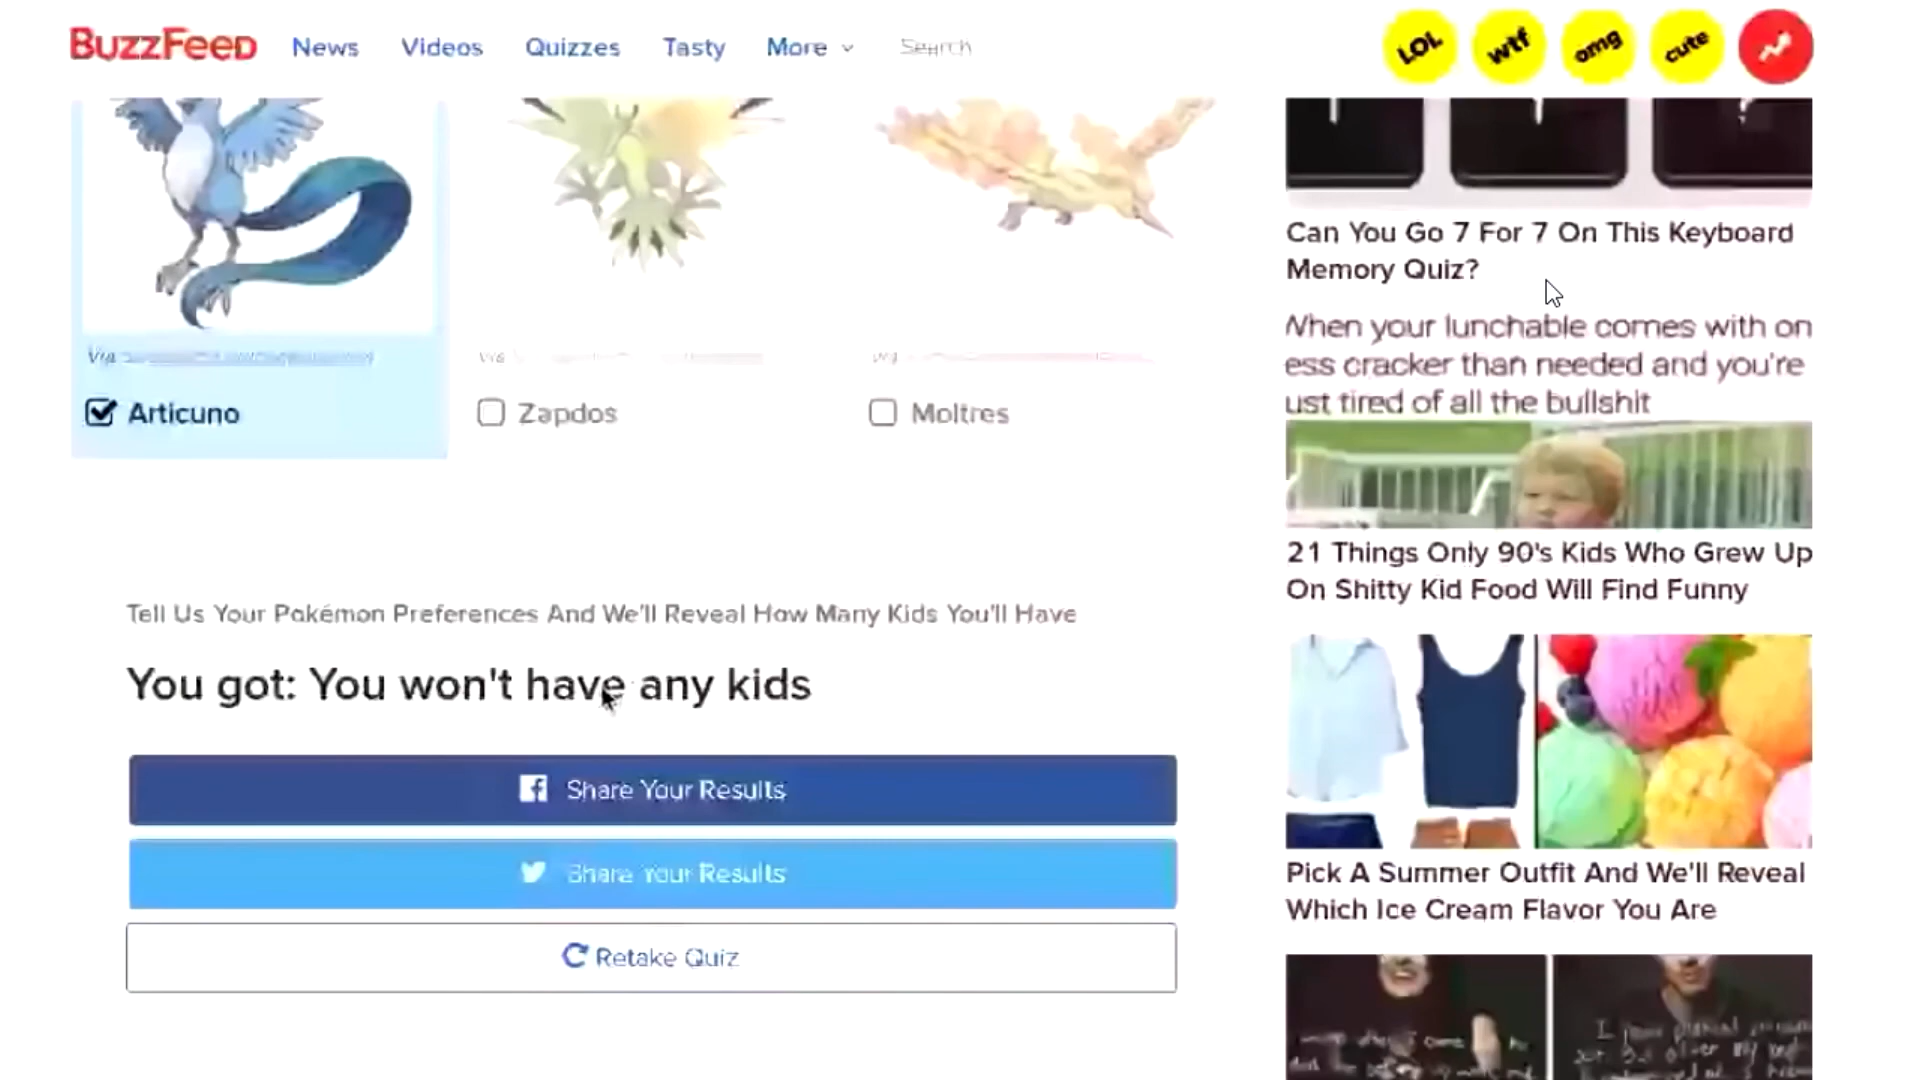 BuzzFeed News Videos Quizzes Tasty More Search
LOL wtf omg cute
Via
Articuno
Zapdos
Moltres
Tell Us Your Pokémon Preferences And We'll Reveal How Many Kids You'll Have
You got: You won't have any kids
Share Your Results
Share Your Results
Retake Quiz
Can You Go 7 For 7 On This Keyboard
Memory Quiz?
When your lunchable comes with on
ess cracker than needed and you're
ust tired of all the bullshit
21 Things Only 90's Kids Who Grew Up
On Shitty Kid Food Will Find Funny
Pick A Summer Outfit And We'll Reveal
Which Ice Cream Flavor You Are